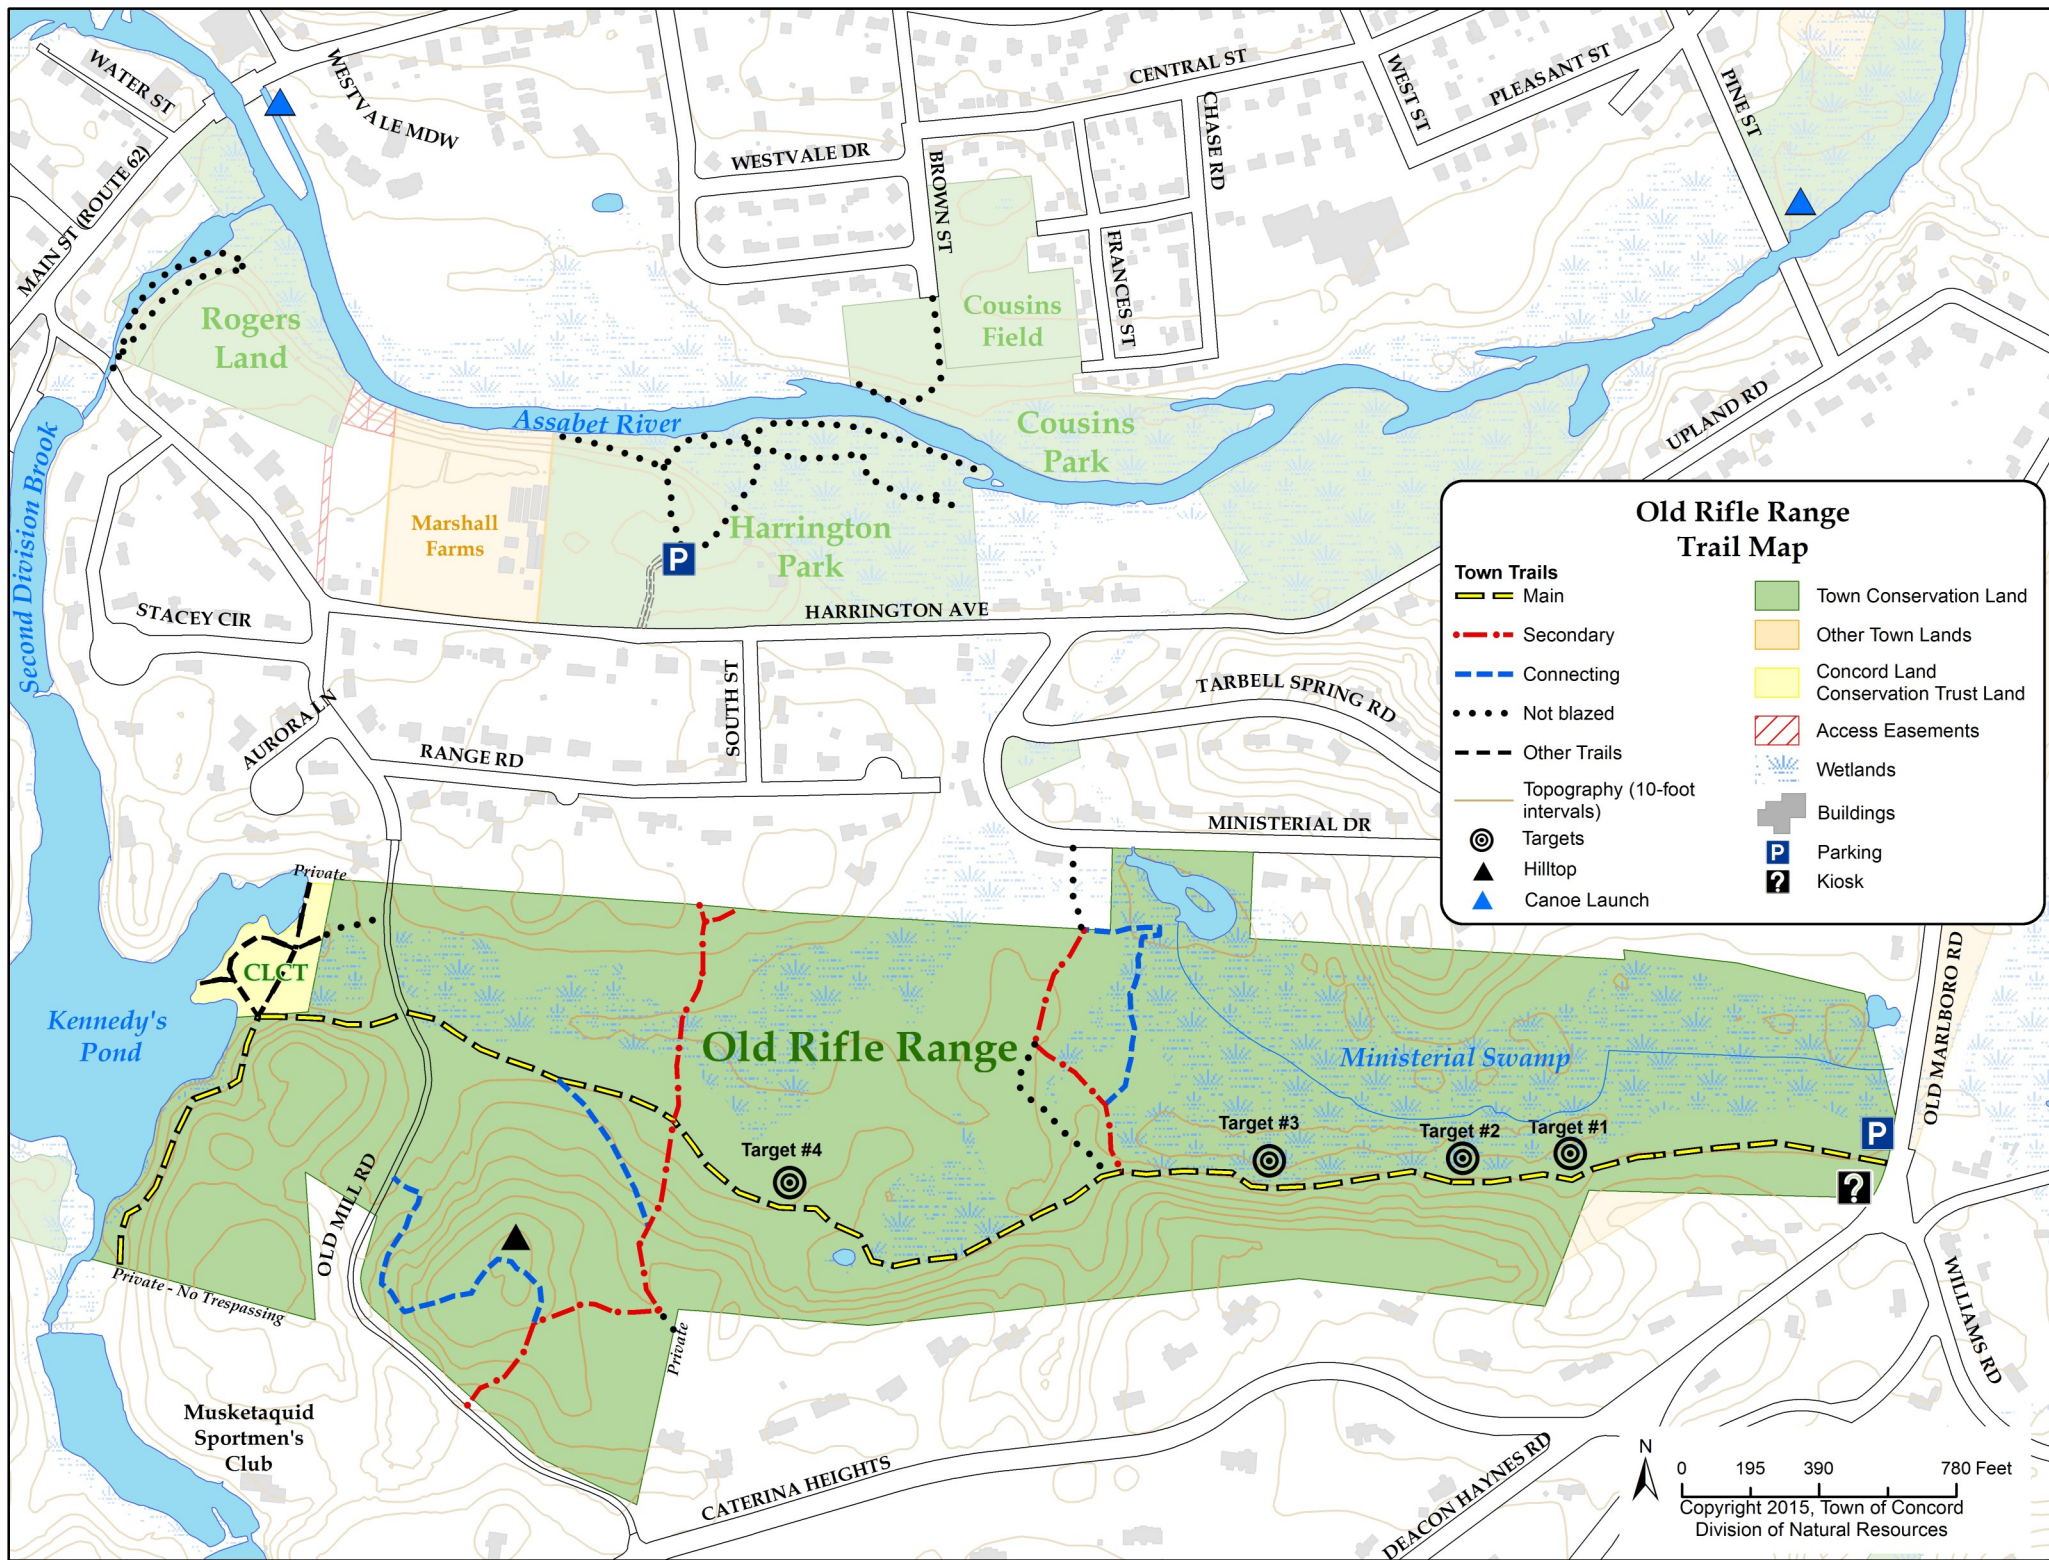 WATER ST
WESTVALE MDW
MAIN ST (ROUTE 62)
WESTVALE DR
BROWN ST
CENTRAL ST
CHASE RD
WEST ST
PLEASANT ST
PINE ST
FRANCES ST
Rogers
Land
Cousins
Field
Cousins
Park
Assabet River
UPLAND RD
Second Division Brook
Marshall
Farms
Harrington
Park
P
HARRINGTON AVE
STACEY CIR
SOUTH ST
TARBELL SPRING RD
AURORA LN
RANGE RD
MINISTERIAL DR
Old Rifle Range
Trail Map
Town Trails
Main
Secondary
Connecting
Not blazed
Other Trails
Topography (10-foot
intervals)
Targets
Hilltop
Canoe Launch
Town Conservation Land
Other Town Lands
Concord Land
Conservation Trust Land
Access Easements
Wetlands
Buildings
P Parking
? Kiosk
Private
CLCT
Kennedy's
Pond
Old Rifle Range
Ministerial Swamp
OLD MARLBORO RD
Target #4
Target #3
Target #2
Target #1
P
?
OLD MILL RD
Private - No Trespassing
Private
WILLIAMS RD
Musketaquid
Sportmen's
Club
CATERINA HEIGHTS
DEACON HAYNES RD
N
0 195 390 780 Feet
Copyright 2015, Town of Concord
Division of Natural Resources